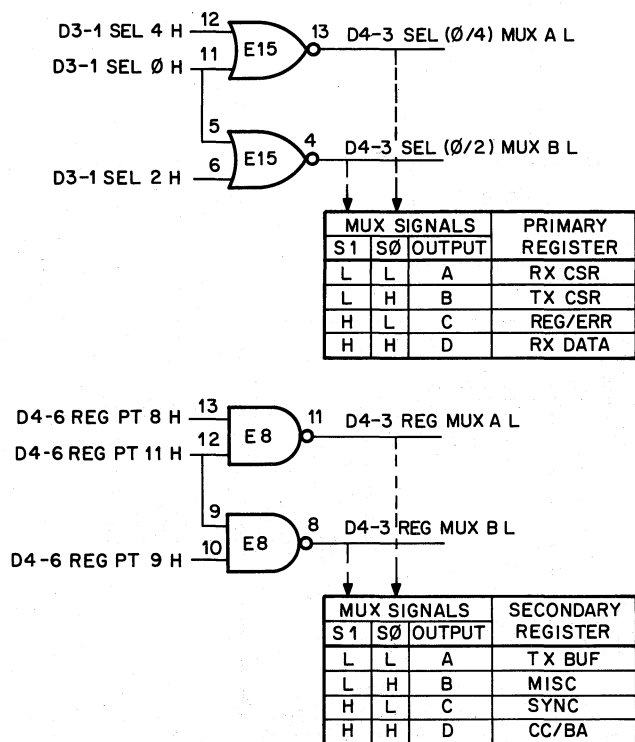 12
D3-1 SEL 4 H
13
D4-3 SEL (Ø/4) MUX A L
E15
11
D3-1 SEL Ø H
5
4
D4-3 SEL (Ø/2) MUX B L
E15
6
D3-1 SEL 2 H
MUX SIGNALS PRIMARY
S1 SØ OUTPUT REGISTER
L L A RX CSR
L H B TX CSR
H L C REG/ERR
H H D RX DATA
13
D4-6 REG PT 8 H
11
D4-3 REG MUX A L
E8
12
D4-6 REG PT 11 H
9
8
D4-3 REG MUX B L
E8
10
D4-6 REG PT 9 H
MUX SIGNALS SECONDARY
S1 SØ OUTPUT REGISTER
L L A TX BUF
L H B MISC
H L C SYNC
H H D CC/BA